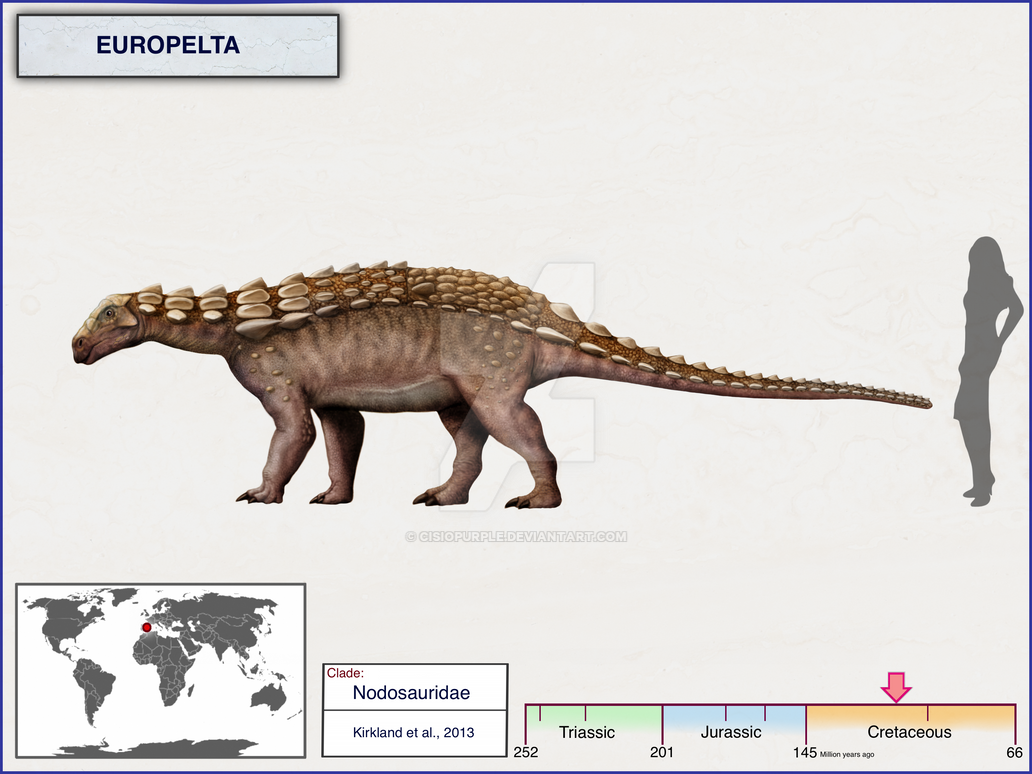 EUROPELTA
© CISIOPURPLE.DEVIANTART.COM
Clade:
Nodosauridae
Kirkland et al., 2013
Triassic Jurassic Cretaceous
252 201 145 Million years ago 66